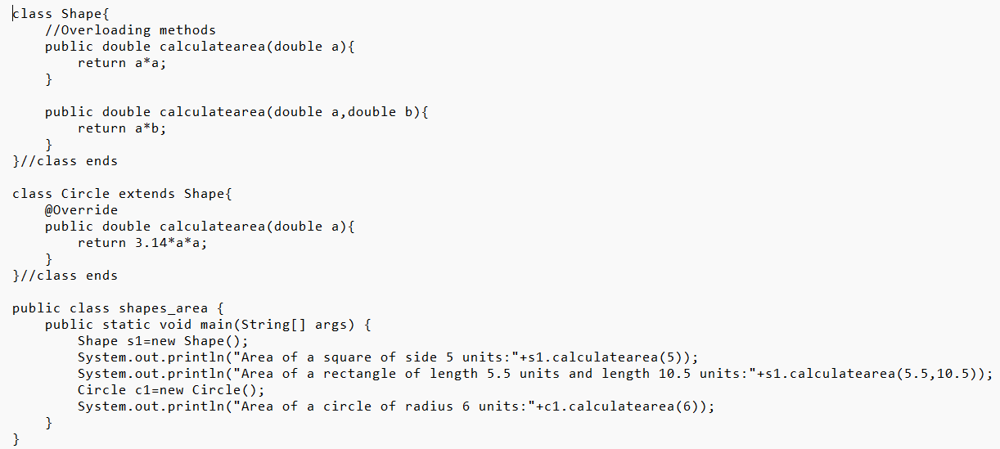 class Shape{
    //Overloading methods
    public double calculatearea(double a){
        return a*a;
    }
    public double calculatearea(double a,double b){
        return a*b;
    }
}//class ends
class Circle extends Shape{
    @Override
    public double calculatearea(double a){
        return 3.14*a*a;
    }
}//class ends
public class shapes_area {
    public static void main(String[] args) {
        Shape s1=new Shape();
        System.out.println("Area of a square of side 5 units:"+s1.calculatearea(5));
        System.out.println("Area of a rectangle of length 5.5 units and length 10.5 units:"+s1.calculatearea(5.5,10.5));
        Circle c1=new Circle();
        System.out.println("Area of a circle of radius 6 units:"+c1.calculatearea(6));
    }
}